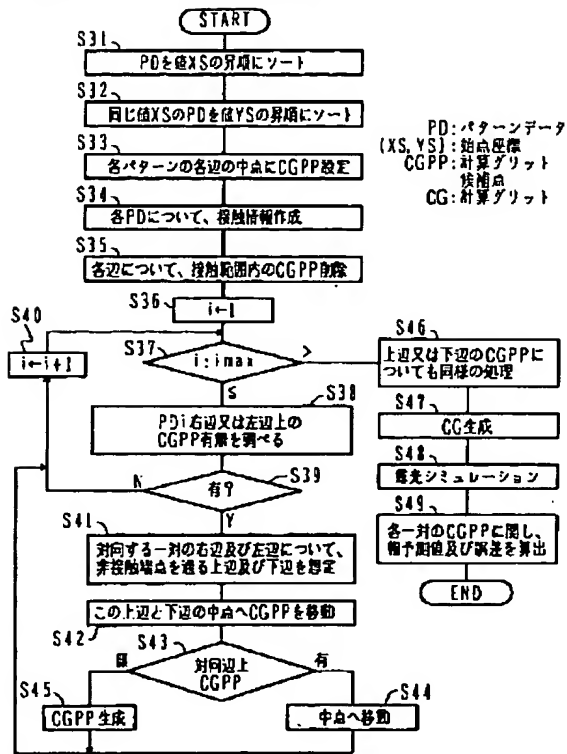 START
S31
PDを値XSの昇順にソート
S32
同じ値XSのPDを値YSの昇順にソート
S33
各パターンの各辺の中点にCGPP設定
S34
各PDについて、接触情報作成
S35
各辺について、接触範囲内のCGPP削除
S36
i←1
S40
i←i+1
S37
i:imax
>
≤
S38
PDi右辺又は左辺上の
CGPP有無を調べる
S39
有?
N
Y
S41
対向する一対の右辺及び左辺について、
非接触端点を通る上辺及び下辺を想定
この上辺と下辺の中点へCGPPを移動
S42
S43
対向辺上
CGPP
無
有
S45
CGPP生成
S44
中点へ移動
PD:パターンデータ
(XS,YS):始点座標
CGPP:計算グリット
候補点
CG:計算グリット
S46
上辺又は下辺のCGPPに
ついても同様の処理
S47
CG生成
S48
露光シミュレーション
S49
各一対のCGPPに関し、
幅予測値及び誤差を算出
END